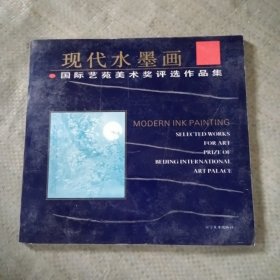 现代水墨画
国际艺苑美术奖评选作品集
MODERN INK PAINTING
SELECTED WORKS
FOR ART
PRIZE OF
BEIJING INTERNATIONAL
ART PALACE